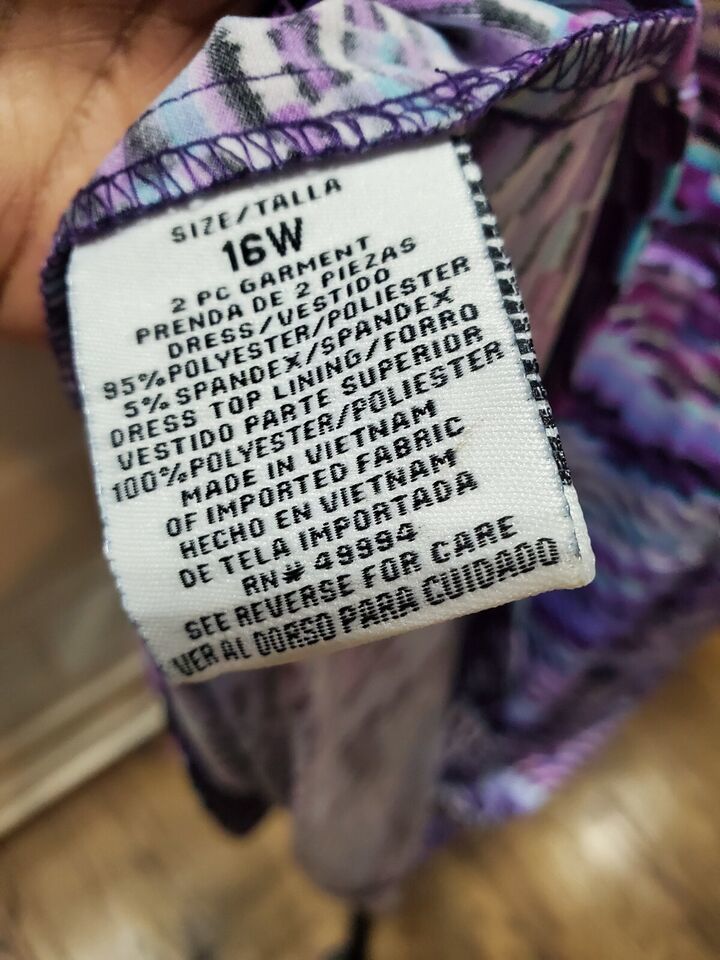 SIZE/TALLA
16W
2 PC GARMENT
PRENDA DE 2 PIEZAS
DRESS/VESTIDO
95%POLYESTER/POLIESTER
5%SPANDEX/SPANDEX
DRESS TOP LINING/FORRO
VESTIDO PARTE SUPERIOR
100%POLYESTER/POLIESTER
MADE IN VIETNAM
OF IMPORTED FABRIC
HECHO EN VIETNAM
DE TELA IMPORTADA
RN# 49994
SEE REVERSE FOR CARE
VER AL DORSO PARA CUIDADO